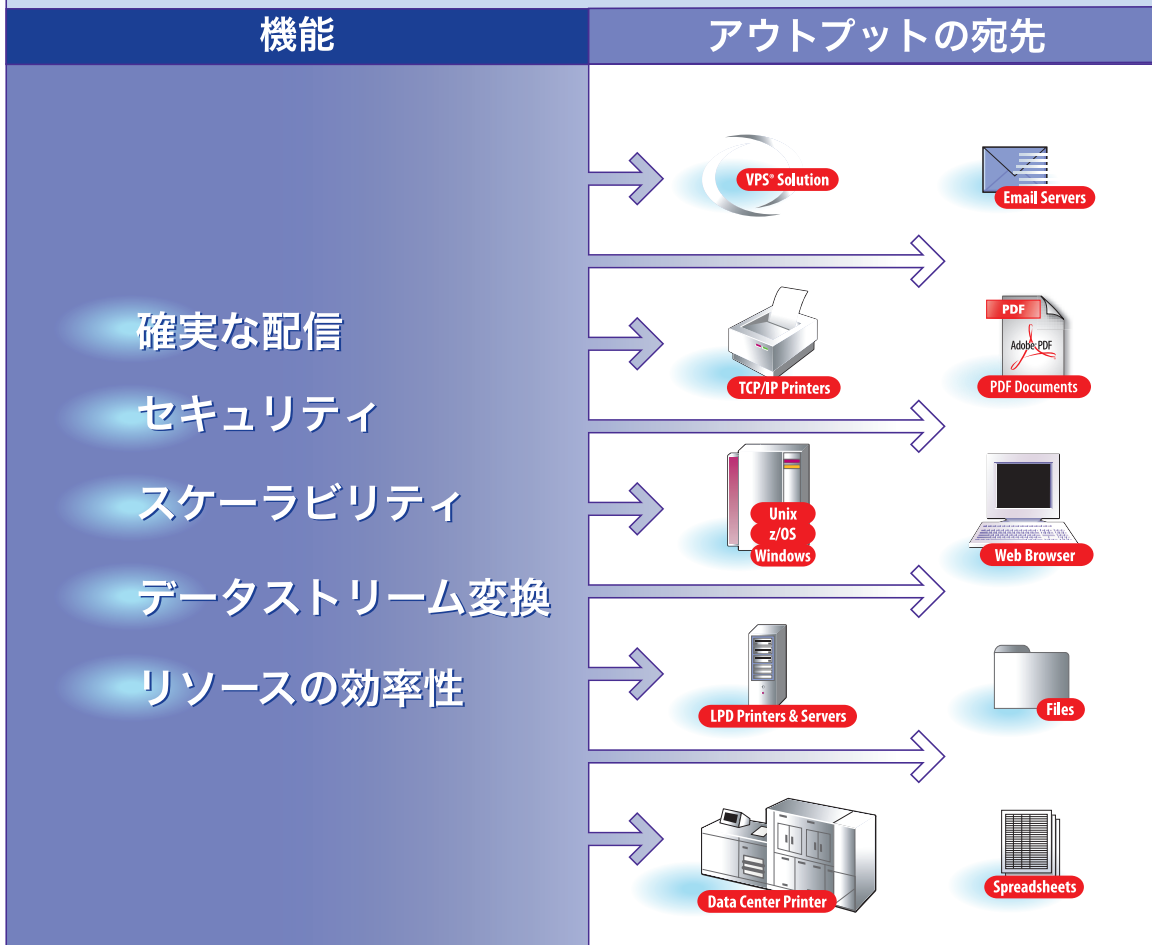 機能
アウトプットの宛先
確実な配信
セキュリティ
スケーラビリティ
データストリーム変換
リソースの効率性
VPS® Solution
Email Servers
TCP/IP Printers
PDF
Adobe PDF
PDF Documents
Unix
z/OS
Windows
Web Browser
LPD Printers & Servers
Files
Data Center Printer
Spreadsheets